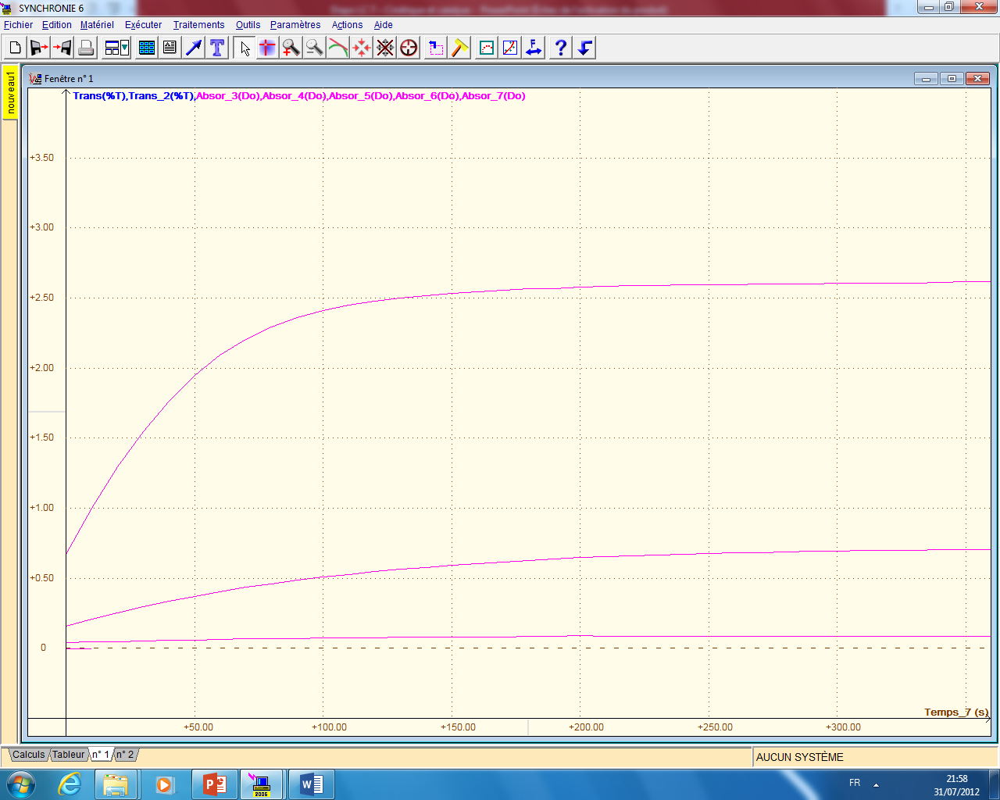 SYNCHRONIE 6
Fichier Edition Matériel Exécuter Traitements Outils Paramètres Actions Aide
nouveau1
Fenêtre n° 1
Trans(%T),Trans_2(%T),Absor_3(Do),Absor_4(Do),Absor_5(Do),Absor_6(Do),Absor_7(Do)
+3.50
+3.00
+2.50
+2.00
+1.50
+1.00
+0.50
0
Temps_7 (s)
+50.00 +100.00 +150.00 +200.00 +250.00 +300.00
Calculs Tableur n° 1 n° 2
AUCUN SYSTÈME
2006
FR
21:58
31/07/2012